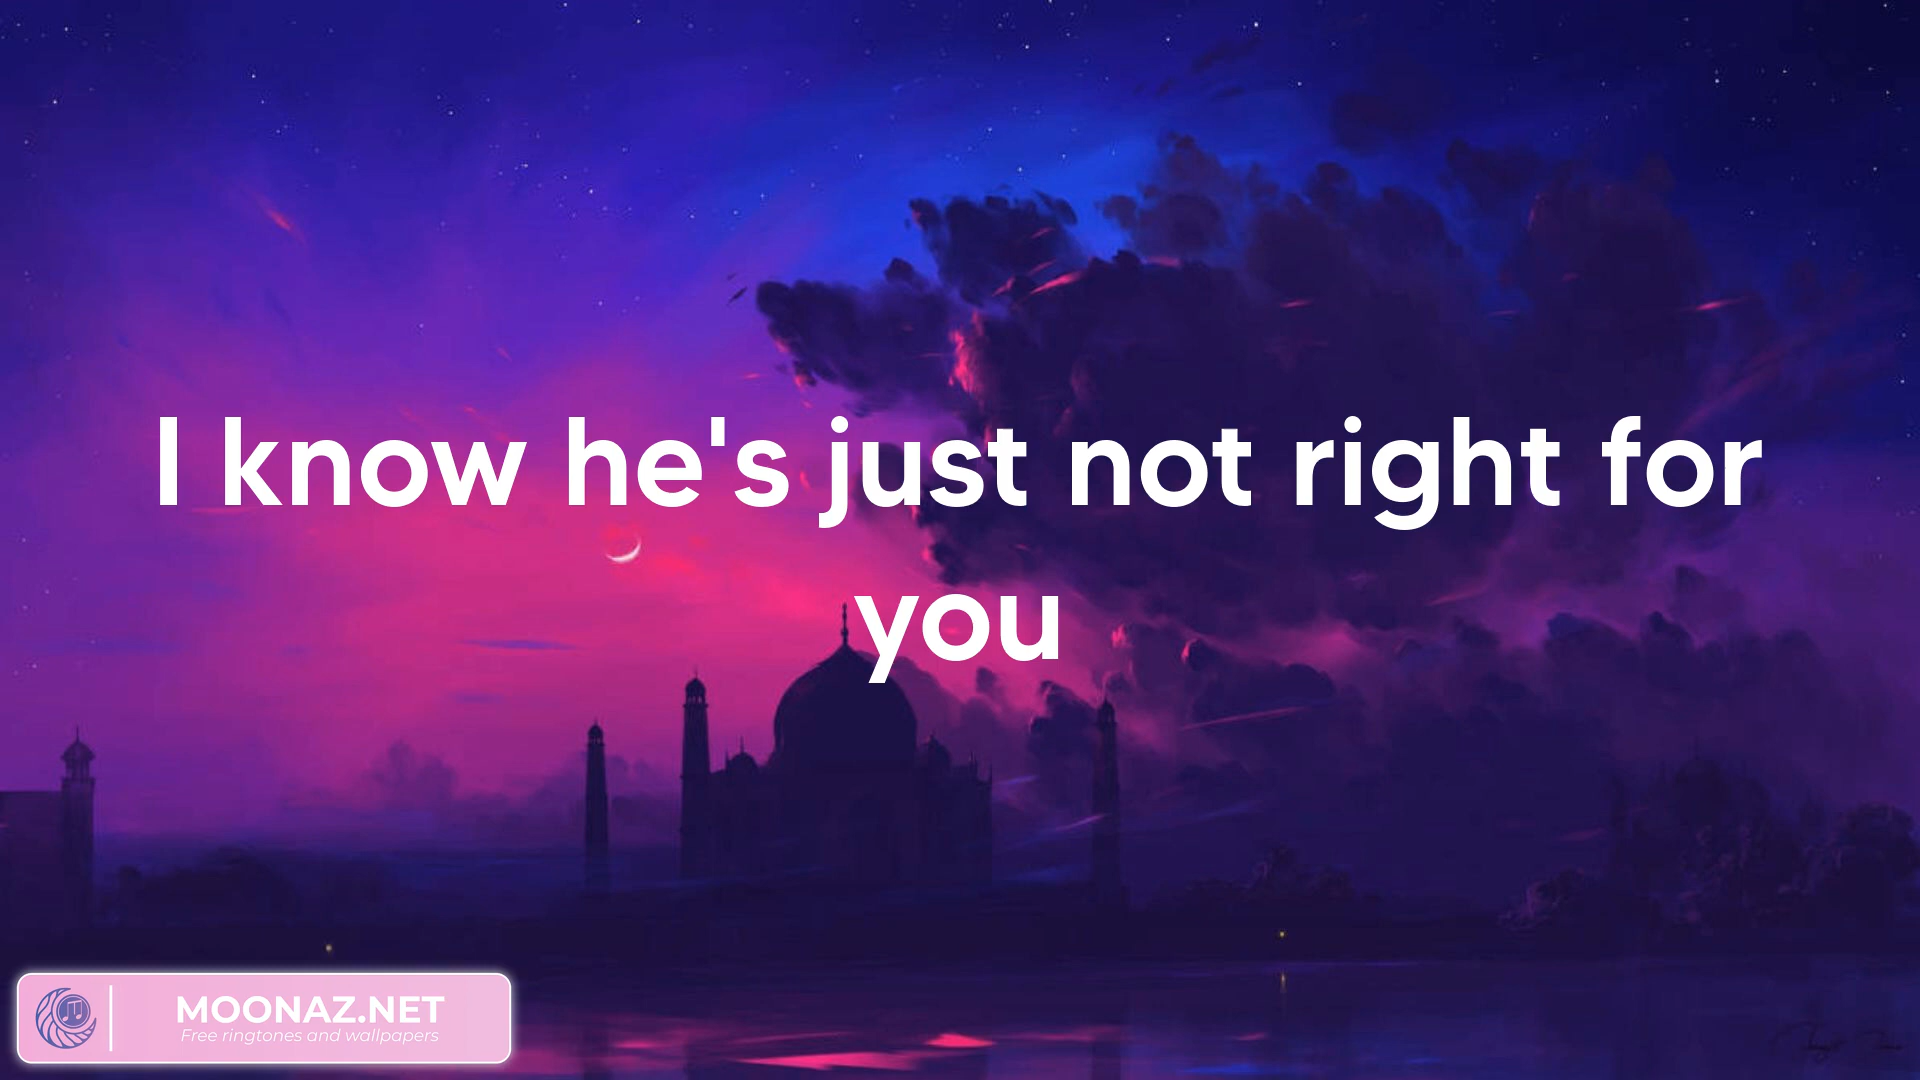 I know he's just not right for
you
MOONAZ.NET
Free ringtones and wallpapers